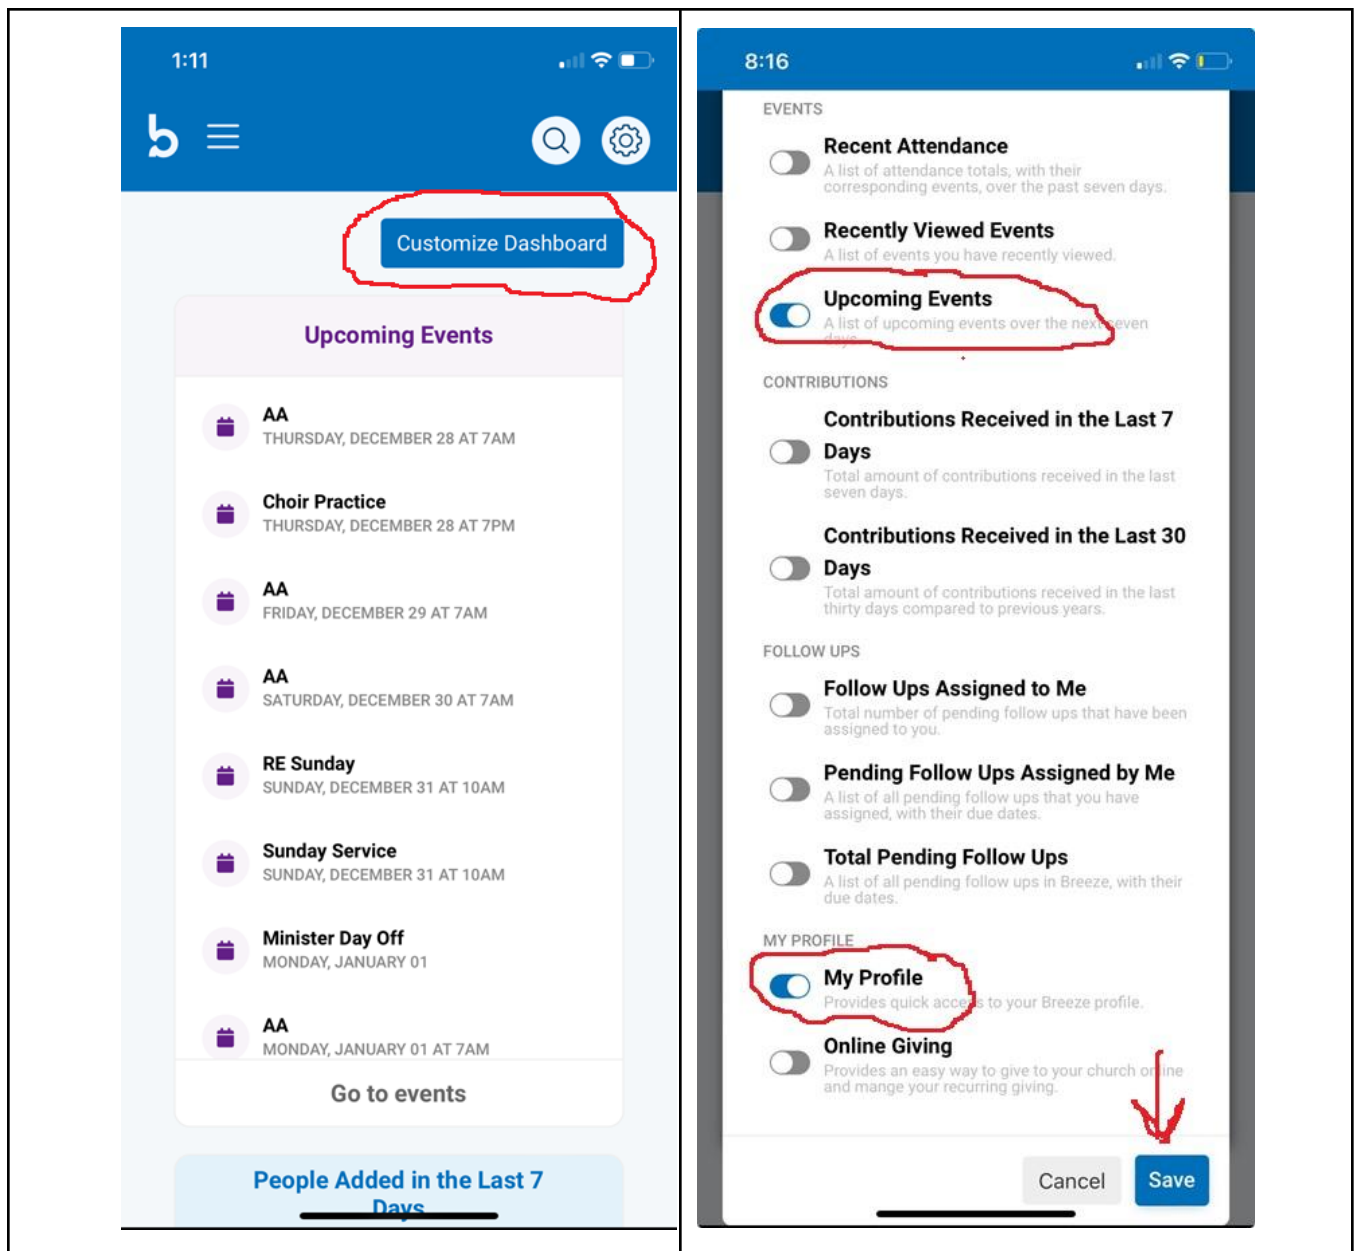 1:11
b
Customize Dashboard
Upcoming Events
AA
THURSDAY, DECEMBER 28 AT 7AM
Choir Practice
THURSDAY, DECEMBER 28 AT 7PM
AA
FRIDAY, DECEMBER 29 AT 7AM
AA
SATURDAY, DECEMBER 30 AT 7AM
RE Sunday
SUNDAY, DECEMBER 31 AT 10AM
Sunday Service
SUNDAY, DECEMBER 31 AT 10AM
Minister Day Off
MONDAY, JANUARY 01
AA
MONDAY, JANUARY 01 AT 7AM
Go to events
People Added in the Last 7
Days
8:16
EVENTS
Recent Attendance
A list of attendance totals, with their
corresponding events, over the past seven days.
Recently Viewed Events
A list of events you have recently viewed.
Upcoming Events
A list of upcoming events over the next seven
days.
CONTRIBUTIONS
Contributions Received in the Last 7
Days
Total amount of contributions received in the last
seven days.
Contributions Received in the Last 30
Days
Total amount of contributions received in the last
thirty days compared to previous years.
FOLLOW UPS
Follow Ups Assigned to Me
Total number of pending follow ups that have been
assigned to you.
Pending Follow Ups Assigned by Me
A list of all pending follow ups that you have
assigned, with their due dates.
Total Pending Follow Ups
A list of all pending follow ups in Breeze, with their
due dates.
MY PROFILE
My Profile
Provides quick access to your Breeze profile.
Online Giving
Provides an easy way to give to your church online
and mange your recurring giving.
Cancel
Save